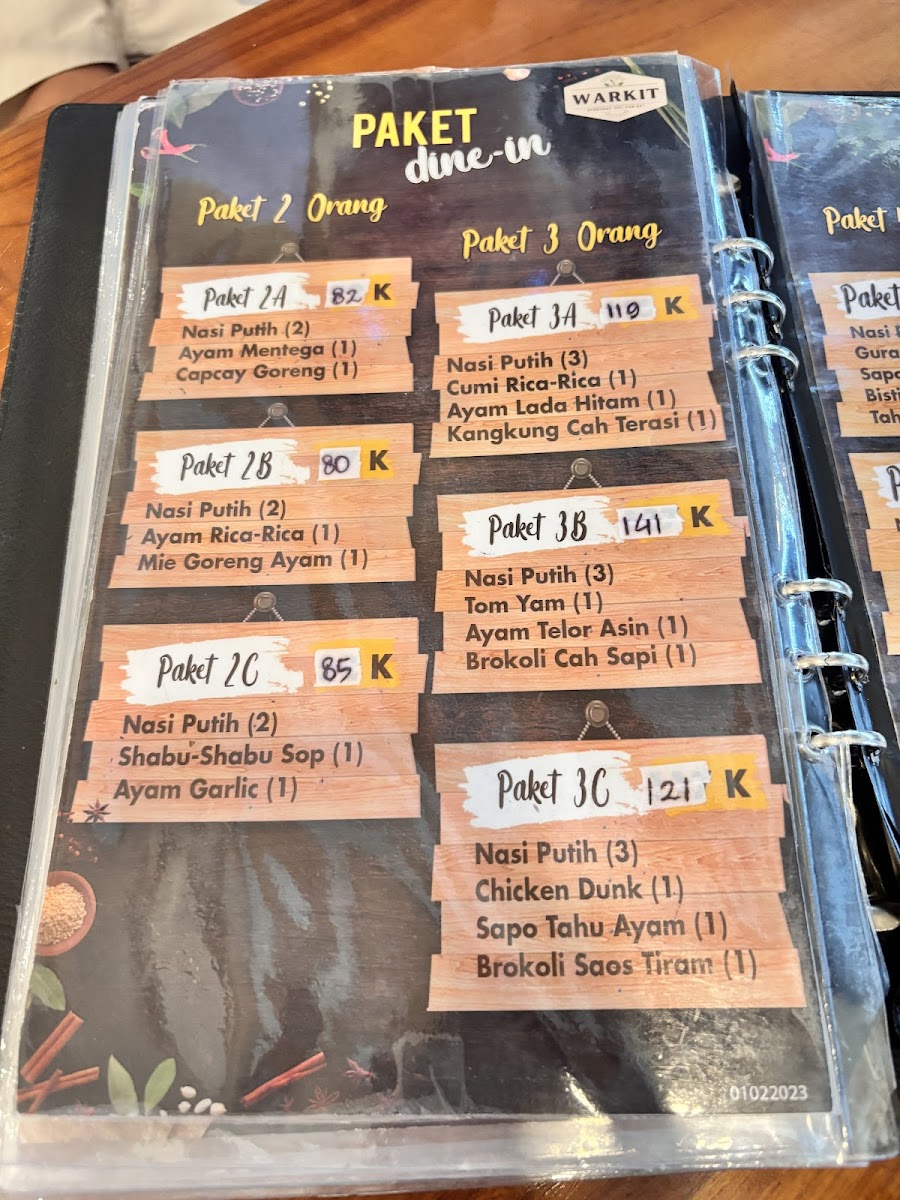 WARKIT
PAKET
dine-in
Paket 2 Orang
Paket 2A 82 K
Nasi Putih (2)
Ayam Mentega (1)
Capcay Goreng (1)
Paket 2B 80 K
Nasi Putih (2)
Ayam Rica-Rica (1)
Mie Goreng Ayam (1)
Paket 2C 85 K
Nasi Putih (2)
Shabu-Shabu Sop (1)
Ayam Garlic (1)
Paket 3 Orang
Paket 3A 119 K
Nasi Putih (3)
Cumi Rica-Rica (1)
Ayam Lada Hitam (1)
Kangkung Cah Terasi (1)
Paket 3B 141 K
Nasi Putih (3)
Tom Yam (1)
Ayam Telor Asin (1)
Brokoli Cah Sapi (1)
Paket 3C 121 K
Nasi Putih (3)
Chicken Dunk (1)
Sapo Tahu Ayam (1)
Brokoli Saos Tiram (1)
01022023
Paket
Paket
Nasi